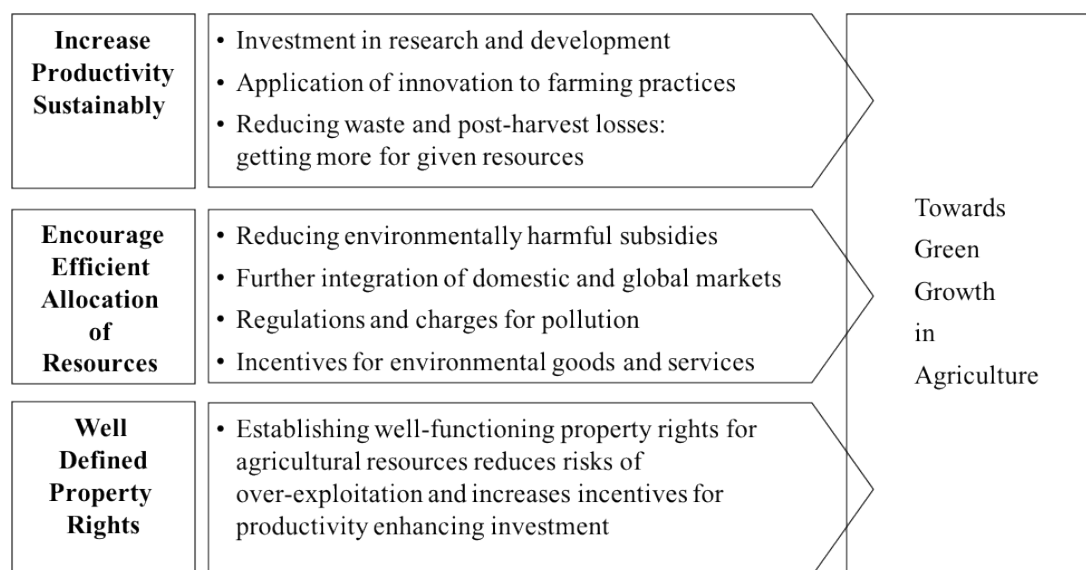 Increase
Productivity
Sustainably
• Investment in research and development
• Application of innovation to farming practices
• Reducing waste and post-harvest losses:
getting more for given resources
Encourage
Efficient
Allocation
of
Resources
• Reducing environmentally harmful subsidies
• Further integration of domestic and global markets
• Regulations and charges for pollution
• Incentives for environmental goods and services
Well
Defined
Property
Rights
• Establishing well-functioning property rights for
agricultural resources reduces risks of
over-exploitation and increases incentives for
productivity enhancing investment
Towards
Green
Growth
in
Agriculture